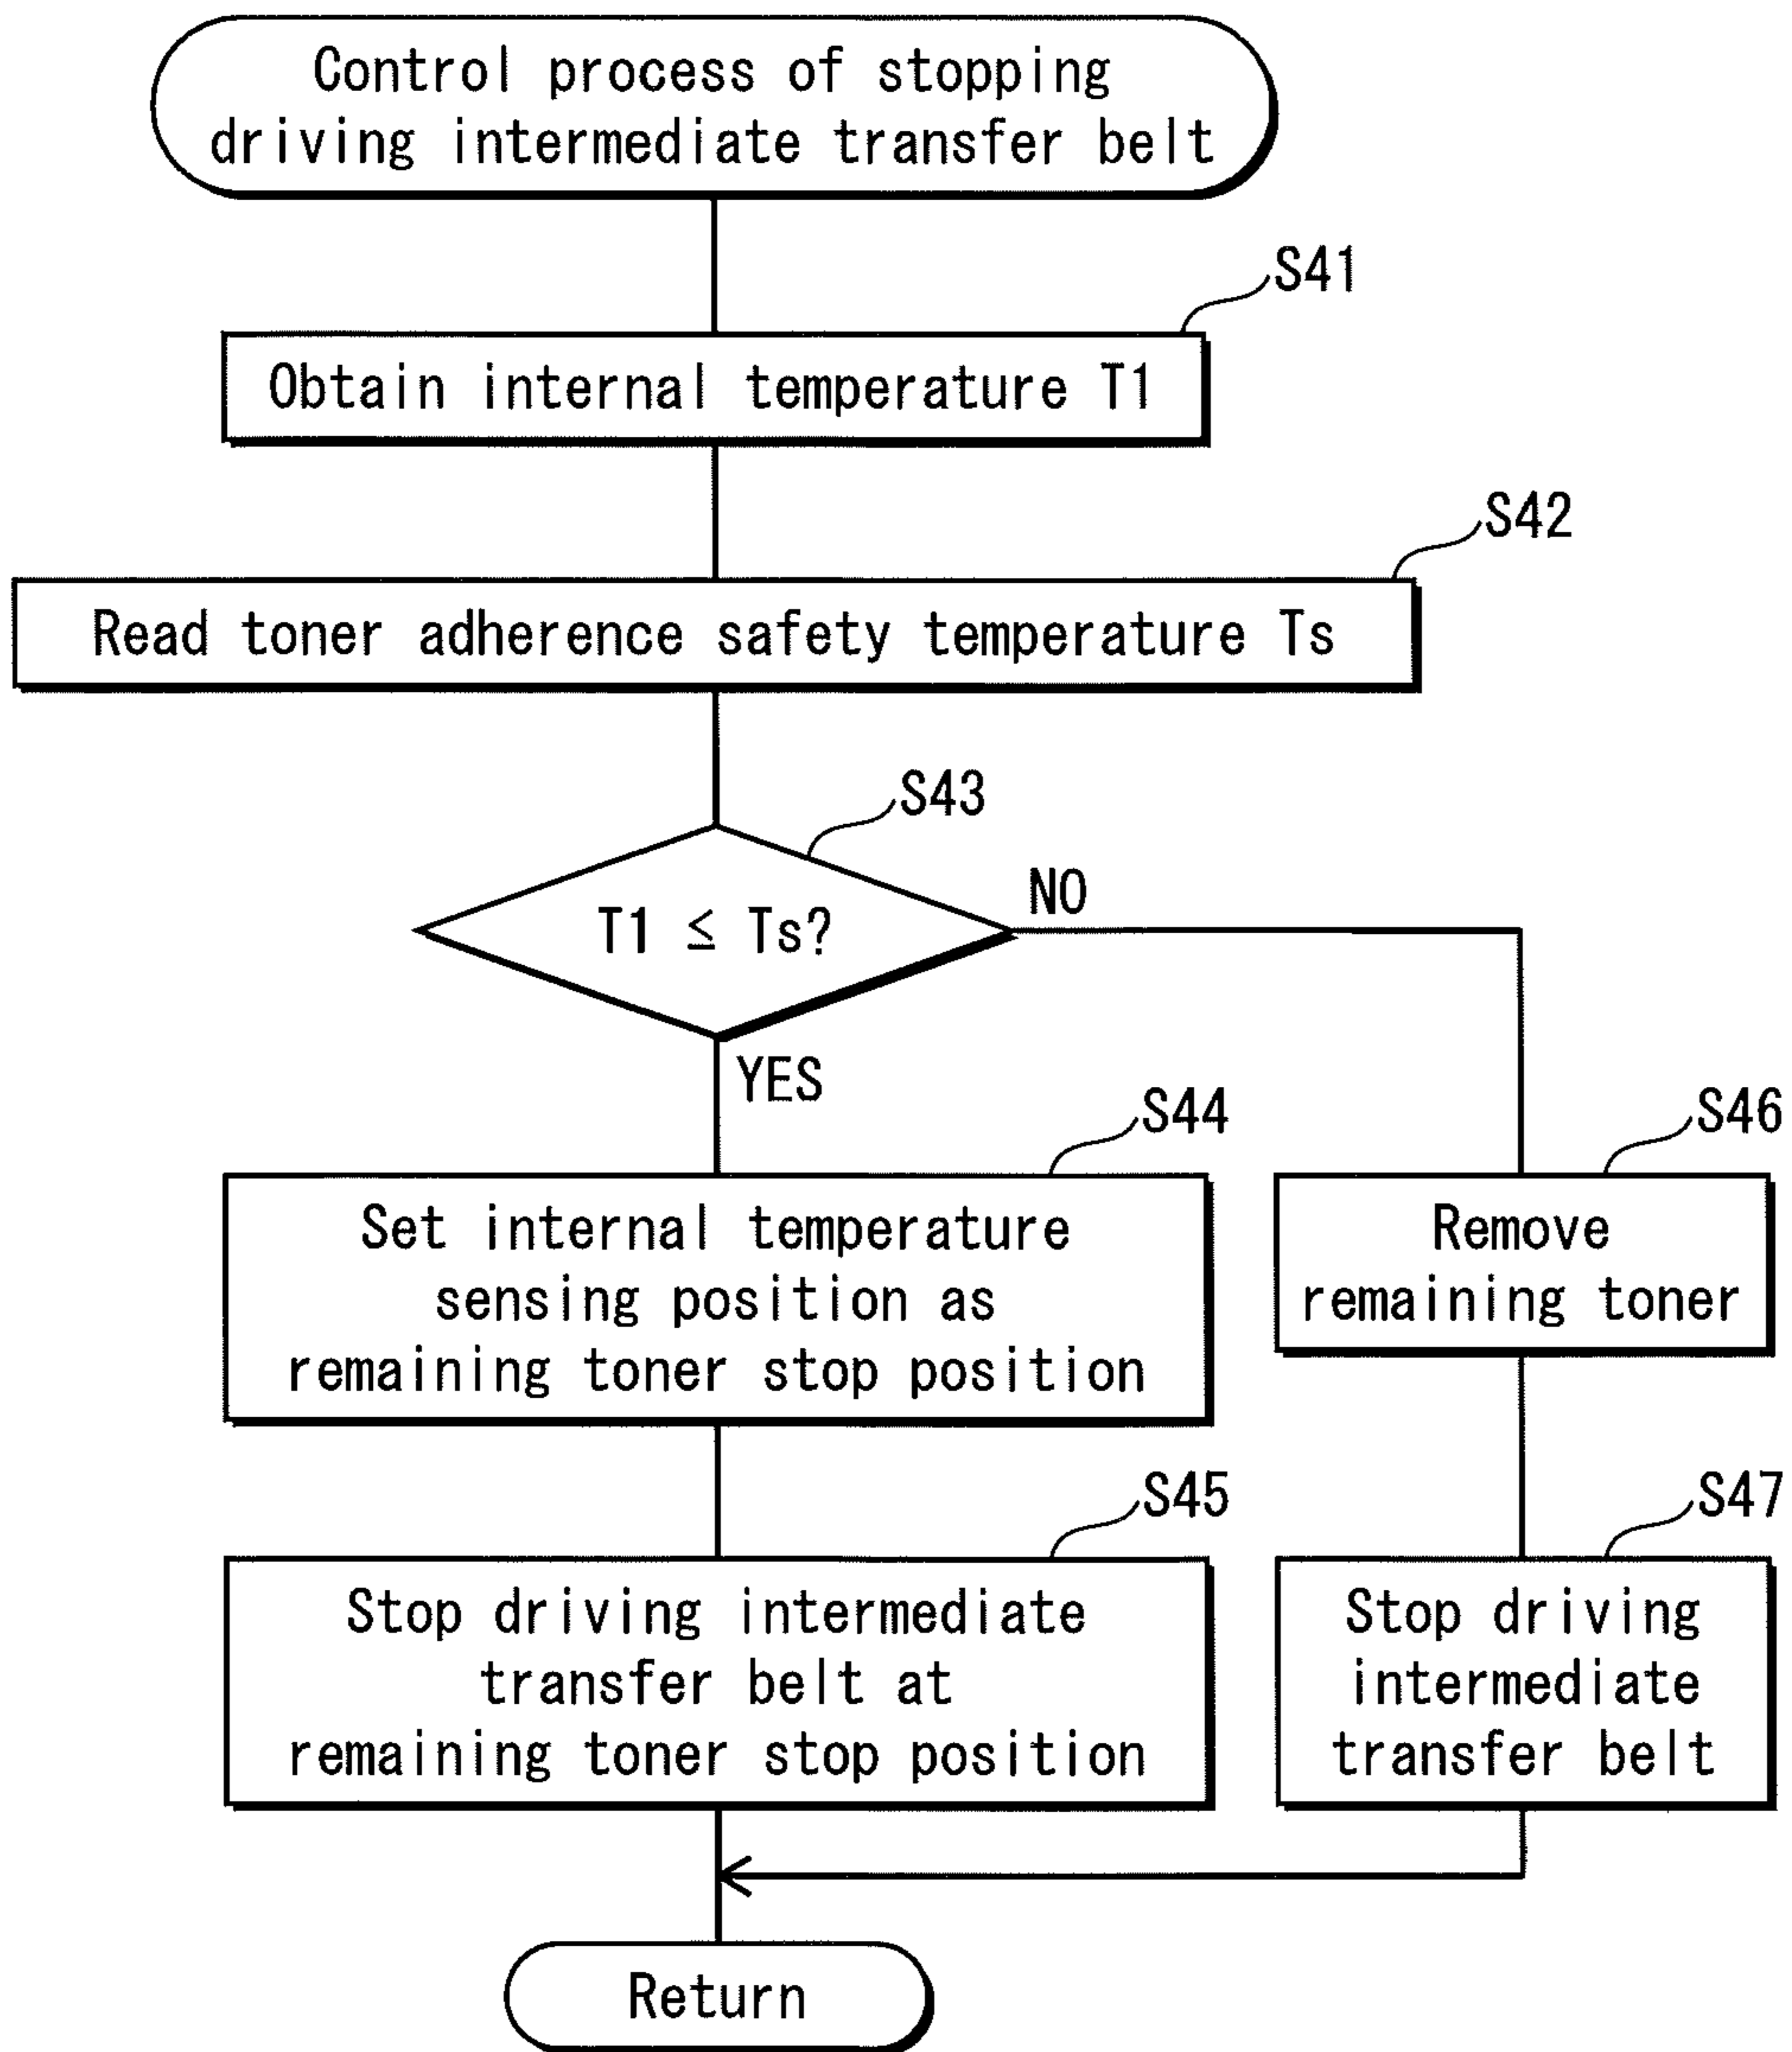 Control process of stopping
driving intermediate transfer belt
S41
Obtain internal temperature T1
S42
Read toner adherence safety temperature Ts
S43
T1 ≤ Ts?
NO
YES
S44
Set internal temperature
sensing position as
remaining toner stop position
S46
Remove
remaining toner
S45
Stop driving intermediate
transfer belt at
remaining toner stop position
S47
Stop driving
intermediate
transfer belt
Return